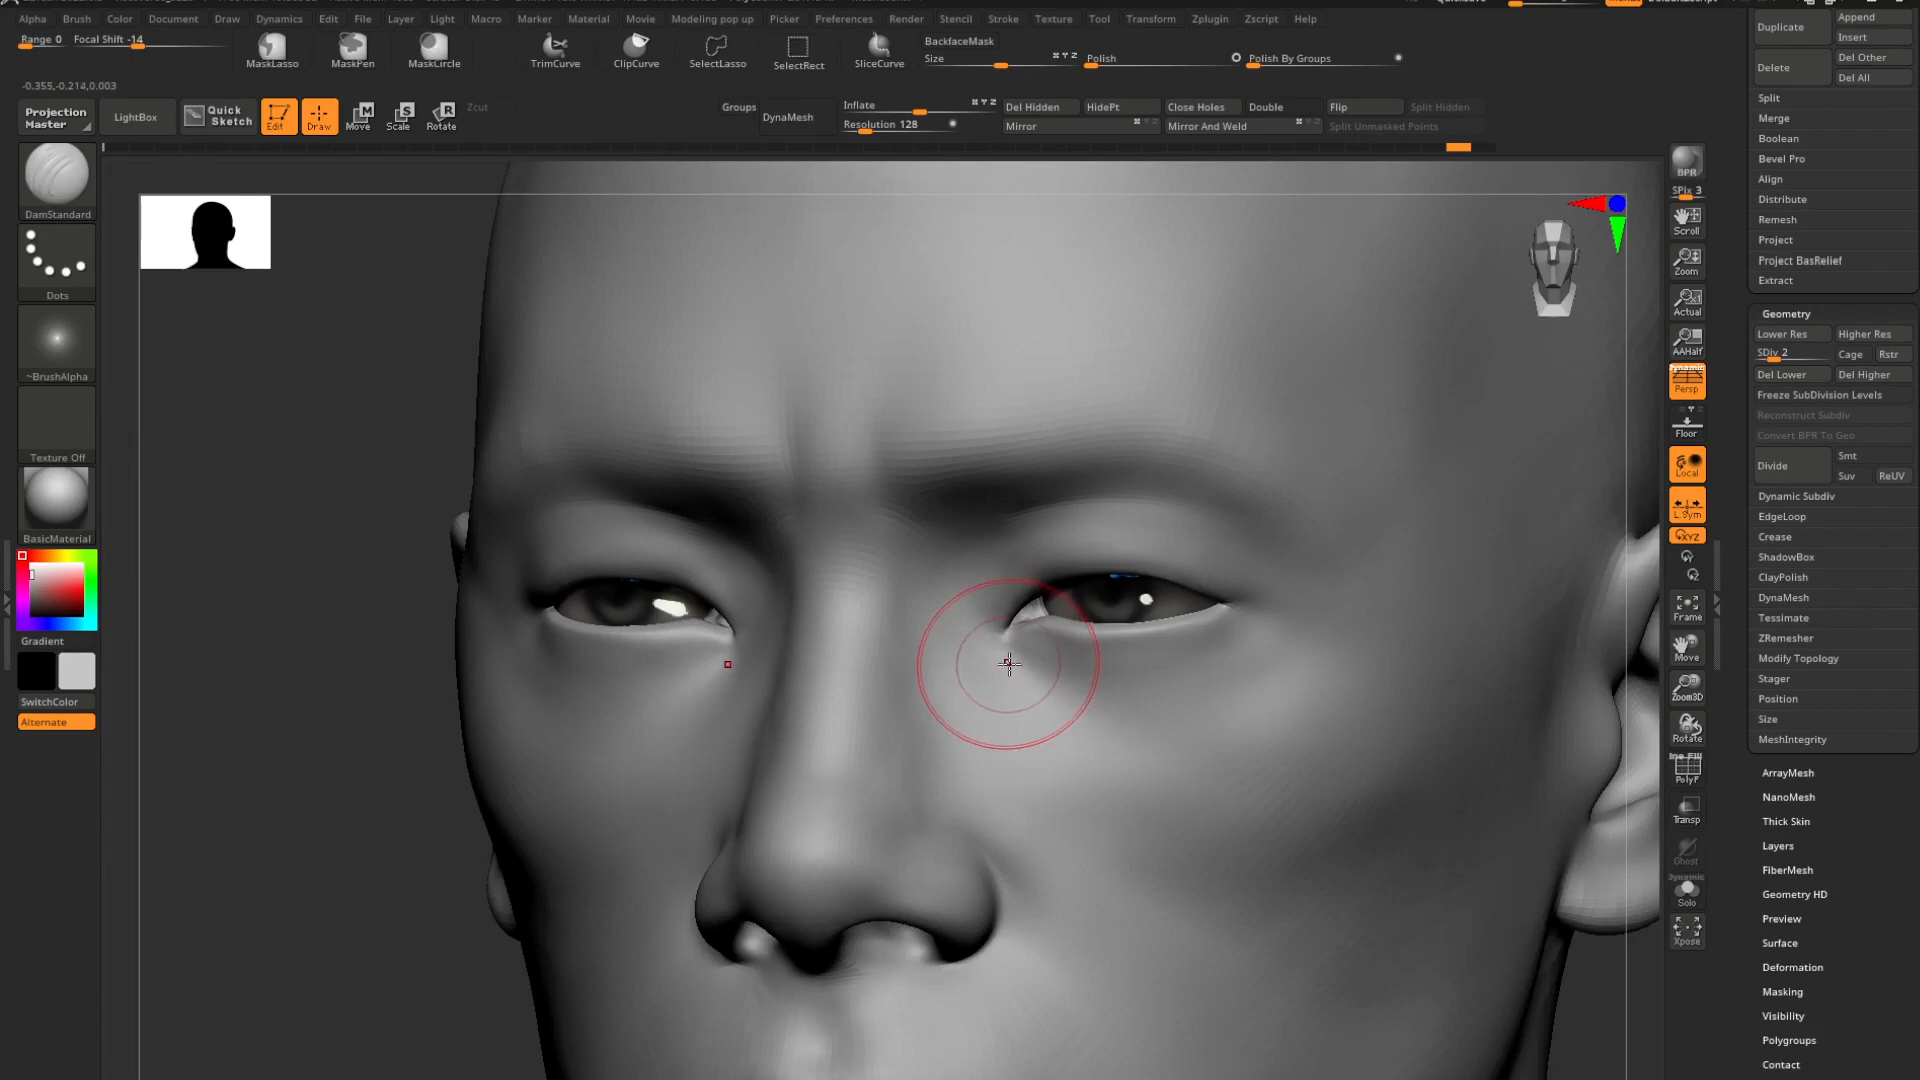 Alpha Brush Color Document Draw Dynamics Edit File Layer Light Macro Marker Material Movie Modeling pop up Picker Preferences Render Stencil Stroke Texture Tool Transform Zplugin Zscript Help
Range 0 Focal Shift -14
MaskLasso MaskPen MaskCircle TrimCurve ClipCurve SelectLasso SelectRect SliceCurve
BackfaceMask
Size Polish Polish By Groups
-0.355,-0.214,0.003
Projection Master
LightBox
Quick Sketch
Edit Draw Move Scale Rotate
Zcut
Groups
DynaMesh
Inflate
Resolution 128
Del Hidden HidePt Close Holes Double Flip Split Hidden
Mirror Mirror And Weld Split Unmasked Points
DamStandard
Dots
~BrushAlpha
Texture Off
BasicMaterial
Gradient
SwitchColor
Alternate
BPR
SPix 3
Scroll
Zoom
Actual
AAHalf
Dynamic
Persp
Floor
Local
L.Sym
XYZ
Frame
Move
Zoom3D
Rotate
Line Fill
PolyF
Transp
Ghost
Dynamic
Solo
Xpose
Duplicate Append
Insert
Delete Del Other
Del All
Split
Merge
Boolean
Bevel Pro
Align
Distribute
Remesh
Project
Project BasRelief
Extract
Geometry
Lower Res Higher Res
SDiv 2 Cage Rstr
Del Lower Del Higher
Freeze SubDivision Levels
Reconstruct Subdiv
Convert BPR To Geo
Divide Smt
Suv ReUV
Dynamic Subdiv
EdgeLoop
Crease
ShadowBox
ClayPolish
DynaMesh
Tessimate
ZRemesher
Modify Topology
Stager
Position
Size
MeshIntegrity
ArrayMesh
NanoMesh
Thick Skin
Layers
FiberMesh
Geometry HD
Preview
Surface
Deformation
Masking
Visibility
Polygroups
Contact